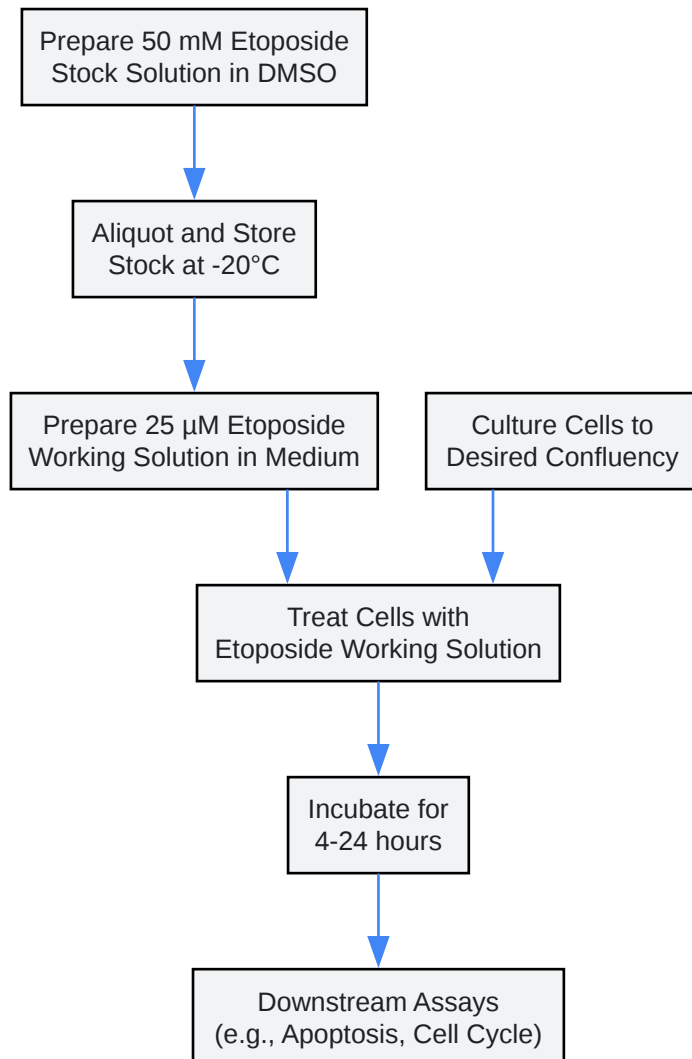 Prepare 50 mM Etoposide
Stock Solution in DMSO
Aliquot and Store
Stock at -20°C
Prepare 25 µM Etoposide
Working Solution in Medium
Culture Cells to
Desired Confluency
Treat Cells with
Etoposide Working Solution
Incubate for
4-24 hours
Downstream Assays
(e.g., Apoptosis, Cell Cycle)